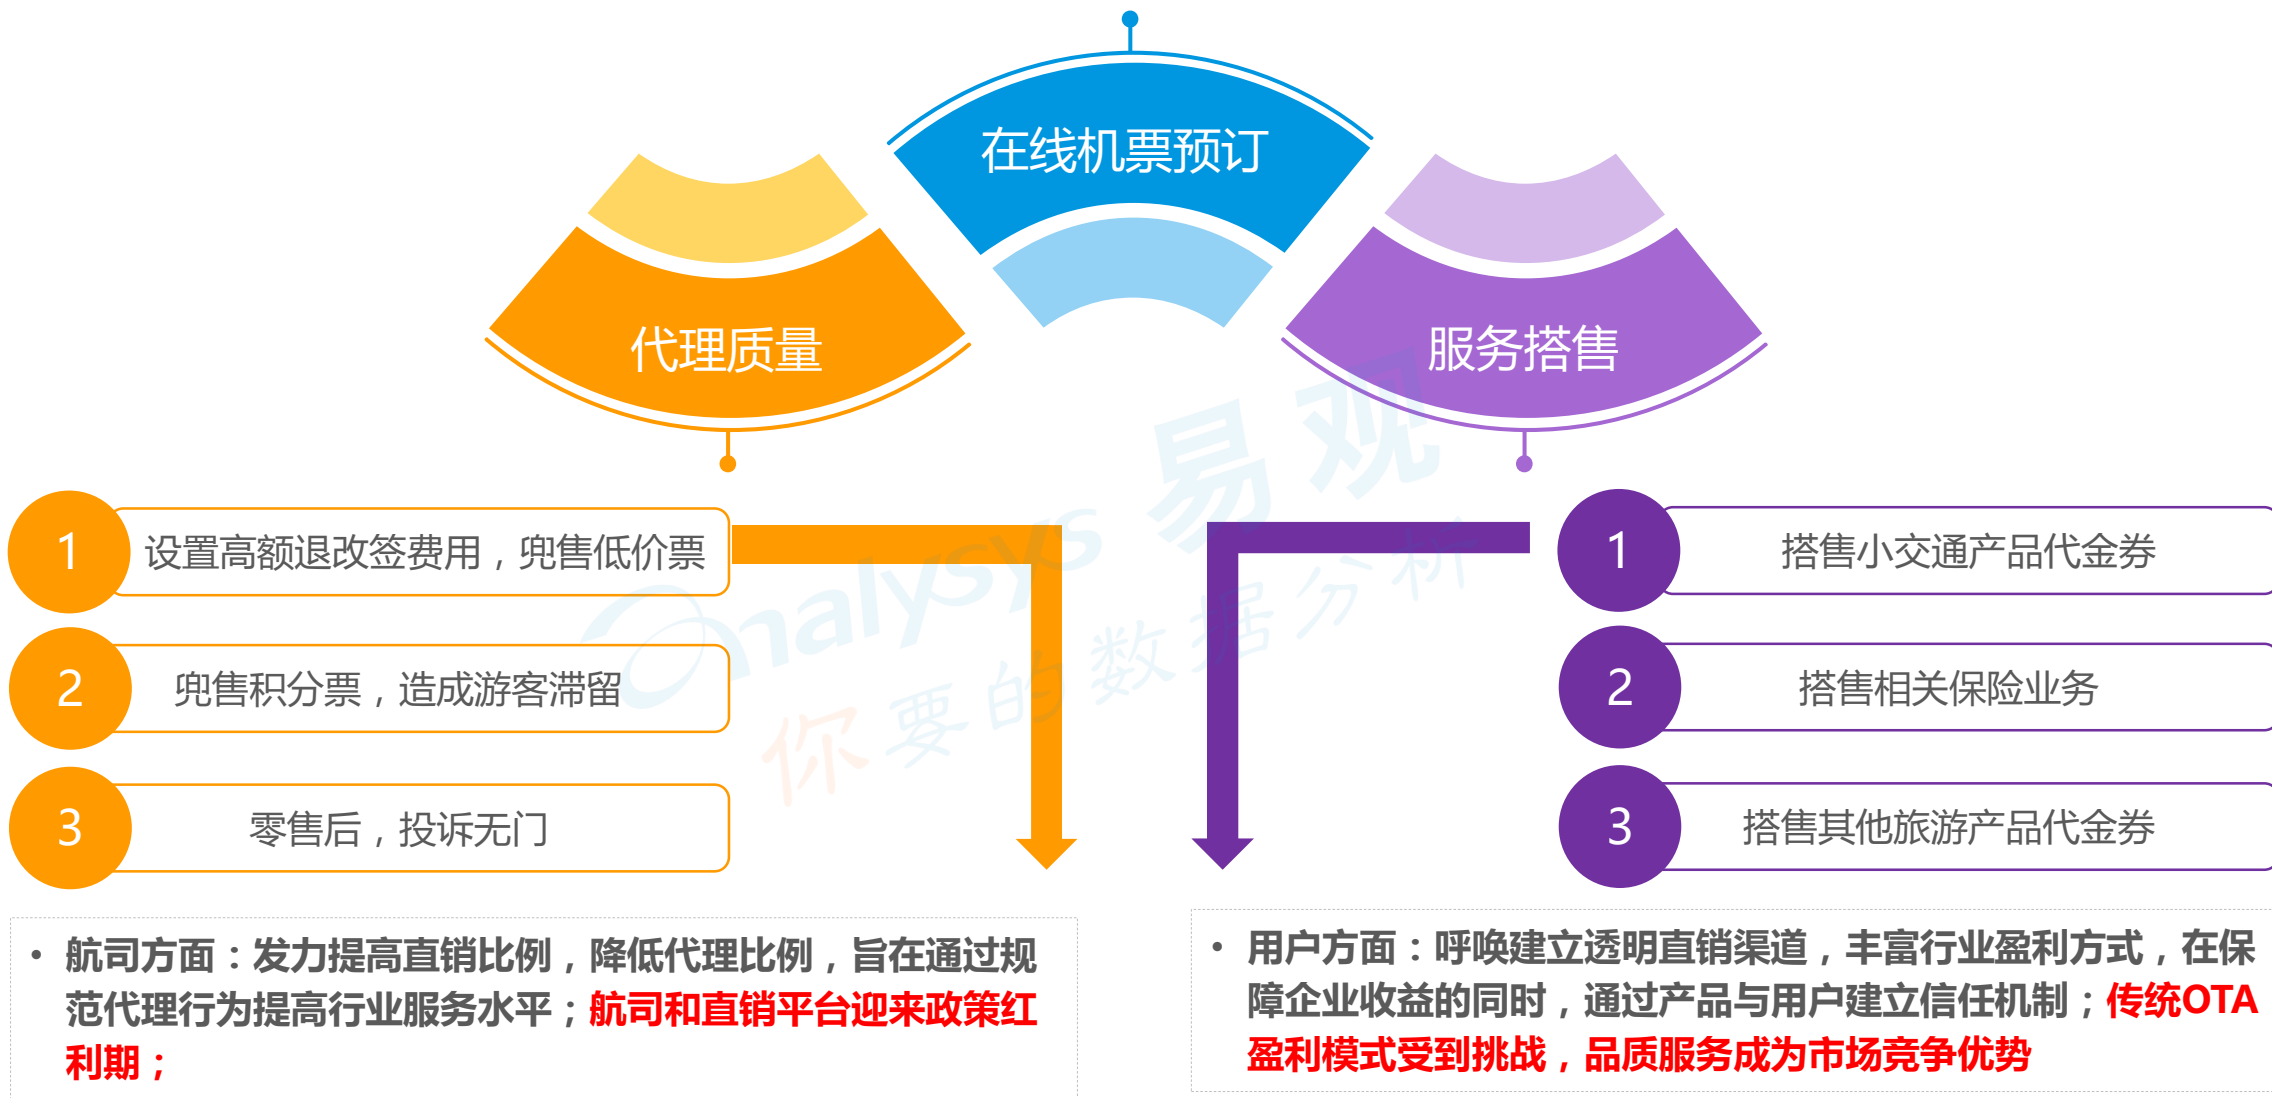 在线机票预订
代理质量
服务搭售
1
设置高额退改签费用，兜售低价票
2
兜售积分票，造成游客滞留
3
零售后，投诉无门
1
搭售小交通产品代金券
2
搭售相关保险业务
3
搭售其他旅游产品代金券
analysys 易观
你要的数据分析
• 航司方面：发力提高直销比例，降低代理比例，旨在通过规
范代理行为提高行业服务水平；航司和直销平台迎来政策红
利期；
• 用户方面：呼唤建立透明直销渠道，丰富行业盈利方式，在保
障企业收益的同时，通过产品与用户建立信任机制；传统OTA
盈利模式受到挑战，品质服务成为市场竞争优势